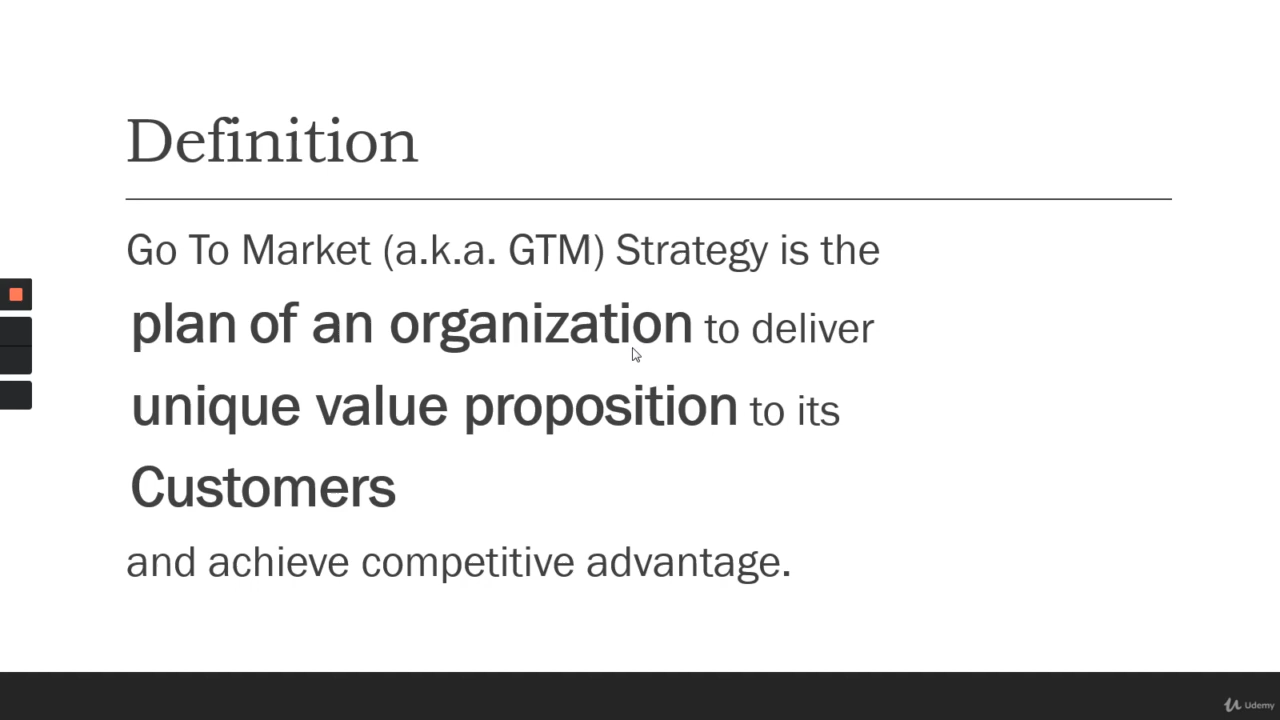 Definition
Go To Market (a.k.a. GTM) Strategy is the
plan of an organization to deliver
unique value proposition to its
Customers
and achieve competitive advantage.
Udemy